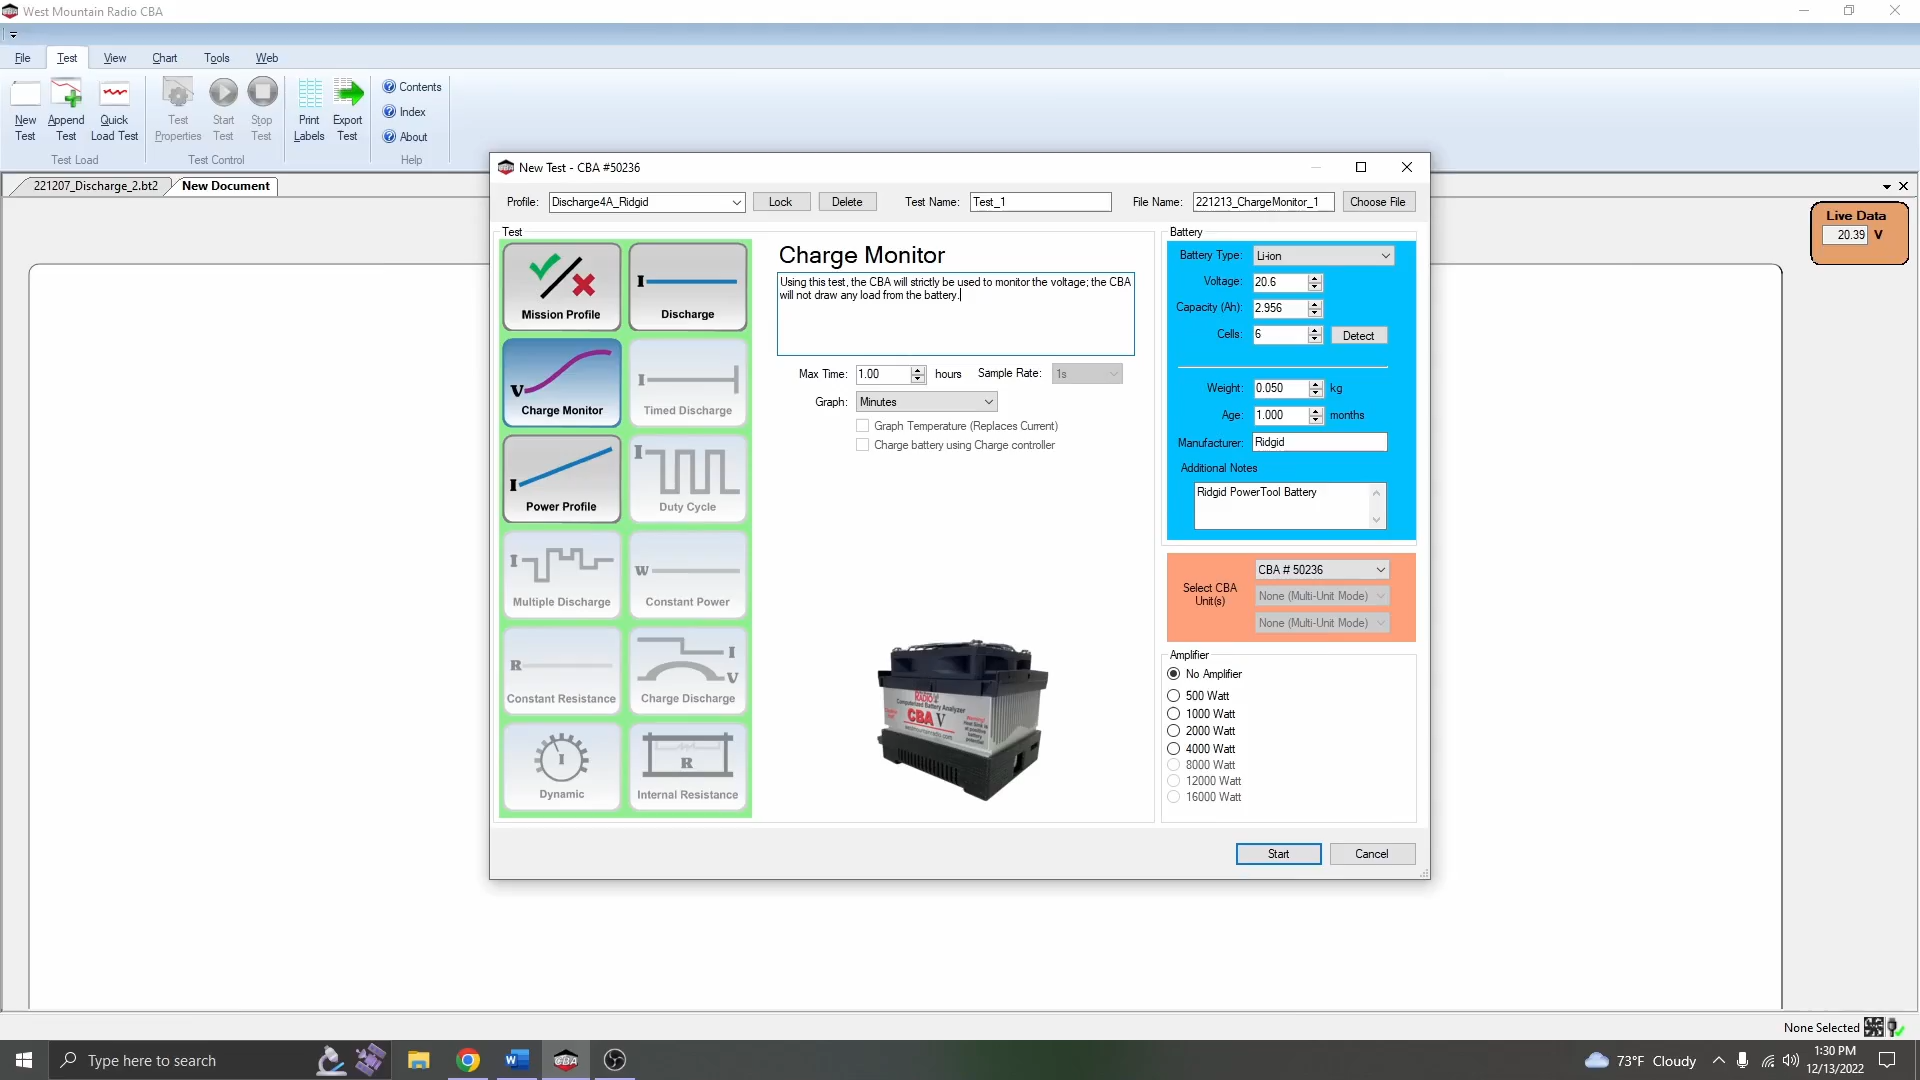 West Mountain Radio CBA
File Test View Chart Tools Web
New Test
Append Test
Quick Load Test
Test Properties
Start Test
Stop Test
Print Labels
Export Test
Contents
Index
About
Test Load
Test Control
Help
221207_Discharge_2.bt2
New Document
Live Data
20.39 V
New Test - CBA #50236
Profile: Discharge4A_Ridgid Lock Delete Test Name: Test_1 File Name: 221213_ChargeMonitor_1 Choose File
Test
Mission Profile
I
Discharge
V
Charge Monitor
I
Timed Discharge
I
Power Profile
I
Duty Cycle
I
Multiple Discharge
W
Constant Power
R
Constant Resistance
I
V
Charge Discharge
I
Dynamic
R
Internal Resistance
Charge Monitor
Using this test, the CBA will strictly be used to monitor the voltage; the CBA
will not draw any load from the battery.
Max Time: 1.00 hours Sample Rate: 1s
Graph: Minutes
Graph Temperature (Replaces Current)
Charge battery using Charge controller
RADIO
Computerized Battery Analyzer
CBA V
westmountainradio.com
Battery
Battery Type: Li-ion
Voltage: 20.6
Capacity (Ah): 2.956
Cells: 6 Detect
Weight: 0.050 kg
Age: 1.000 months
Manufacturer: Ridgid
Additional Notes
Ridgid PowerTool Battery
Select CBA
Unit(s)
CBA # 50236
None (Multi-Unit Mode)
None (Multi-Unit Mode)
Amplifier
No Amplifier
500 Watt
1000 Watt
2000 Watt
4000 Watt
8000 Watt
12000 Watt
16000 Watt
Start Cancel
None Selected
Type here to search
CBA
73°F Cloudy
1:30 PM
12/13/2022